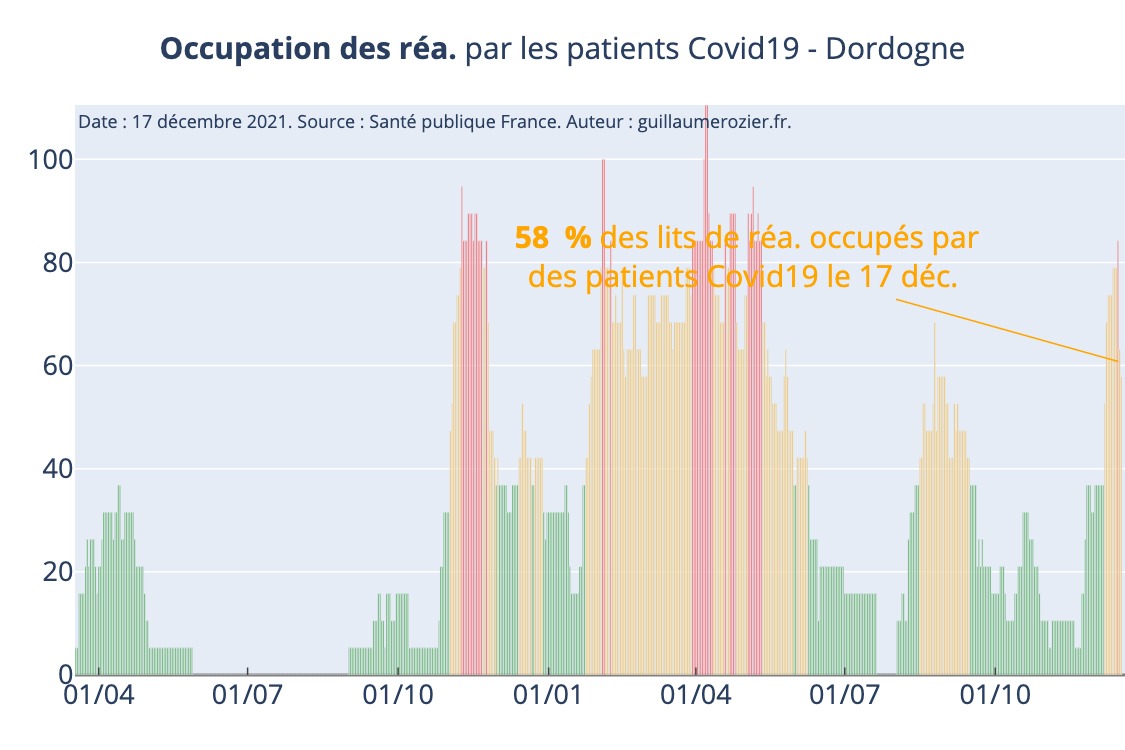 Occupation des réa. par les patients Covid19 - Dordogne
Date : 17 décembre 2021. Source : Santé publique France. Auteur : guillaumerozier.fr.
100
58 % des lits de réa. occupés par
80
des patients Covid19 le 17 déc.
60
40
20
0
01/04 01/07 01/10 01/01 01/04 01/07 01/10